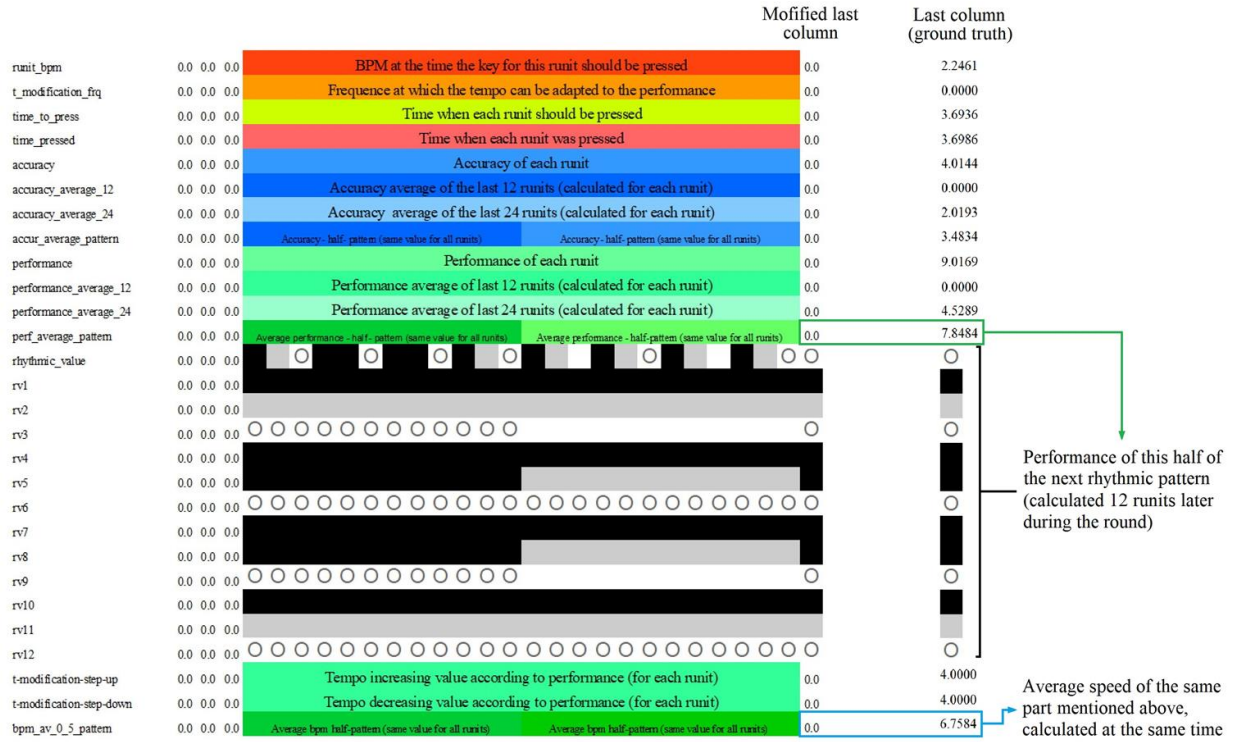 Mofified last column
Last column (ground truth)
runit_bpm 0.0 0.0 0.0 BPM at the time the key for this runit should be pressed 0.0 2.2461
t_modification_frq 0.0 0.0 0.0 Frequence at which the tempo can be adapted to the performance 0.0 0.0000
time_to_press 0.0 0.0 0.0 Time when each runit should be pressed 0.0 3.6936
time_pressed 0.0 0.0 0.0 Time when each runit was pressed 0.0 3.6986
accuracy 0.0 0.0 0.0 Accuracy of each runit 0.0 4.0144
accuracy_average_12 0.0 0.0 0.0 Accuracy average of the last 12 runits (calculated for each runit) 0.0 0.0000
accuracy_average_24 0.0 0.0 0.0 Accuracy average of the last 24 runits (calculated for each runit) 0.0 2.0193
accur_average_pattern 0.0 0.0 0.0 Accuracy - half- pattern (same value for all runits) Accuracy - half- pattern (same value for all runits) 0.0 3.4834
performance 0.0 0.0 0.0 Performance of each runit 0.0 9.0169
performance_average_12 0.0 0.0 0.0 Performance average of last 12 runits (calculated for each runit) 0.0 0.0000
performance_average_24 0.0 0.0 0.0 Performance average of last 24 runits (calculated for each runit) 0.0 4.5289
perf_average_pattern 0.0 0.0 0.0 Average performance - half- pattern (same value for all runits) Average performance - half-pattern (same value for all runits) 0.0 7.8484
rhythmic_value 0.0 0.0 0.0
rv1 0.0 0.0 0.0
rv2 0.0 0.0 0.0
rv3 0.0 0.0 0.0
rv4 0.0 0.0 0.0
rv5 0.0 0.0 0.0
rv6 0.0 0.0 0.0
rv7 0.0 0.0 0.0
rv8 0.0 0.0 0.0
rv9 0.0 0.0 0.0
rv10 0.0 0.0 0.0
rv11 0.0 0.0 0.0
rv12 0.0 0.0 0.0
Performance of this half of
the next rhythmic pattern
(calculated 12 runits later
during the round)
t-modification-step-up 0.0 0.0 0.0 Tempo increasing value according to performance (for each runit) 0.0 4.0000
t-modification-step-down 0.0 0.0 0.0 Tempo decreasing value according to performance (for each runit) 0.0 4.0000
bpm_av_0_5_pattern 0.0 0.0 0.0 Average bpm half-pattern (same value for all runits) Average bpm half-pattern (same value for all runits) 0.0 6.7584
Average speed of the same
part mentioned above,
calculated at the same time